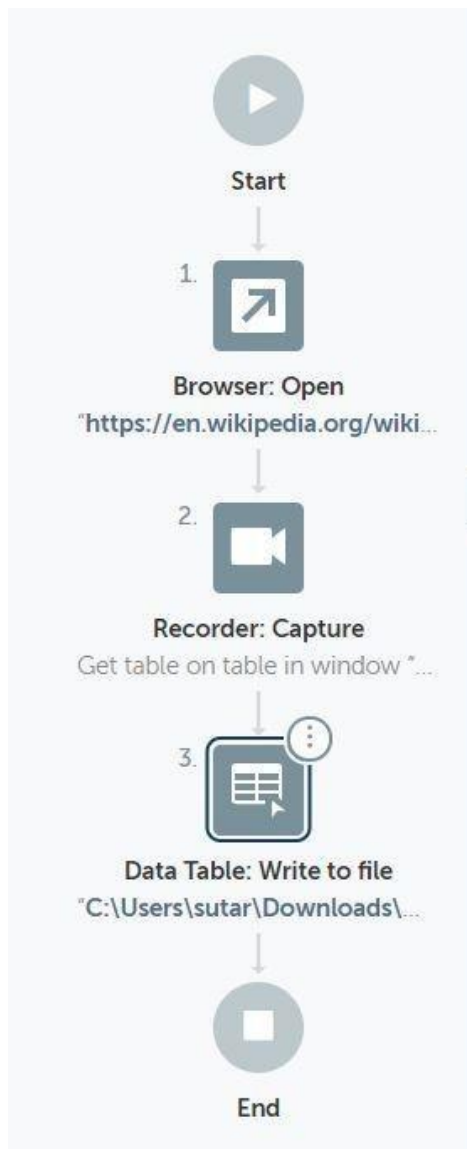 Start
1.
Browser: Open
"https://en.wikipedia.org/wiki...
2.
Recorder: Capture
Get table on table in window "...
3.
Data Table: Write to file
"C:\Users\sutar\Downloads\...
End